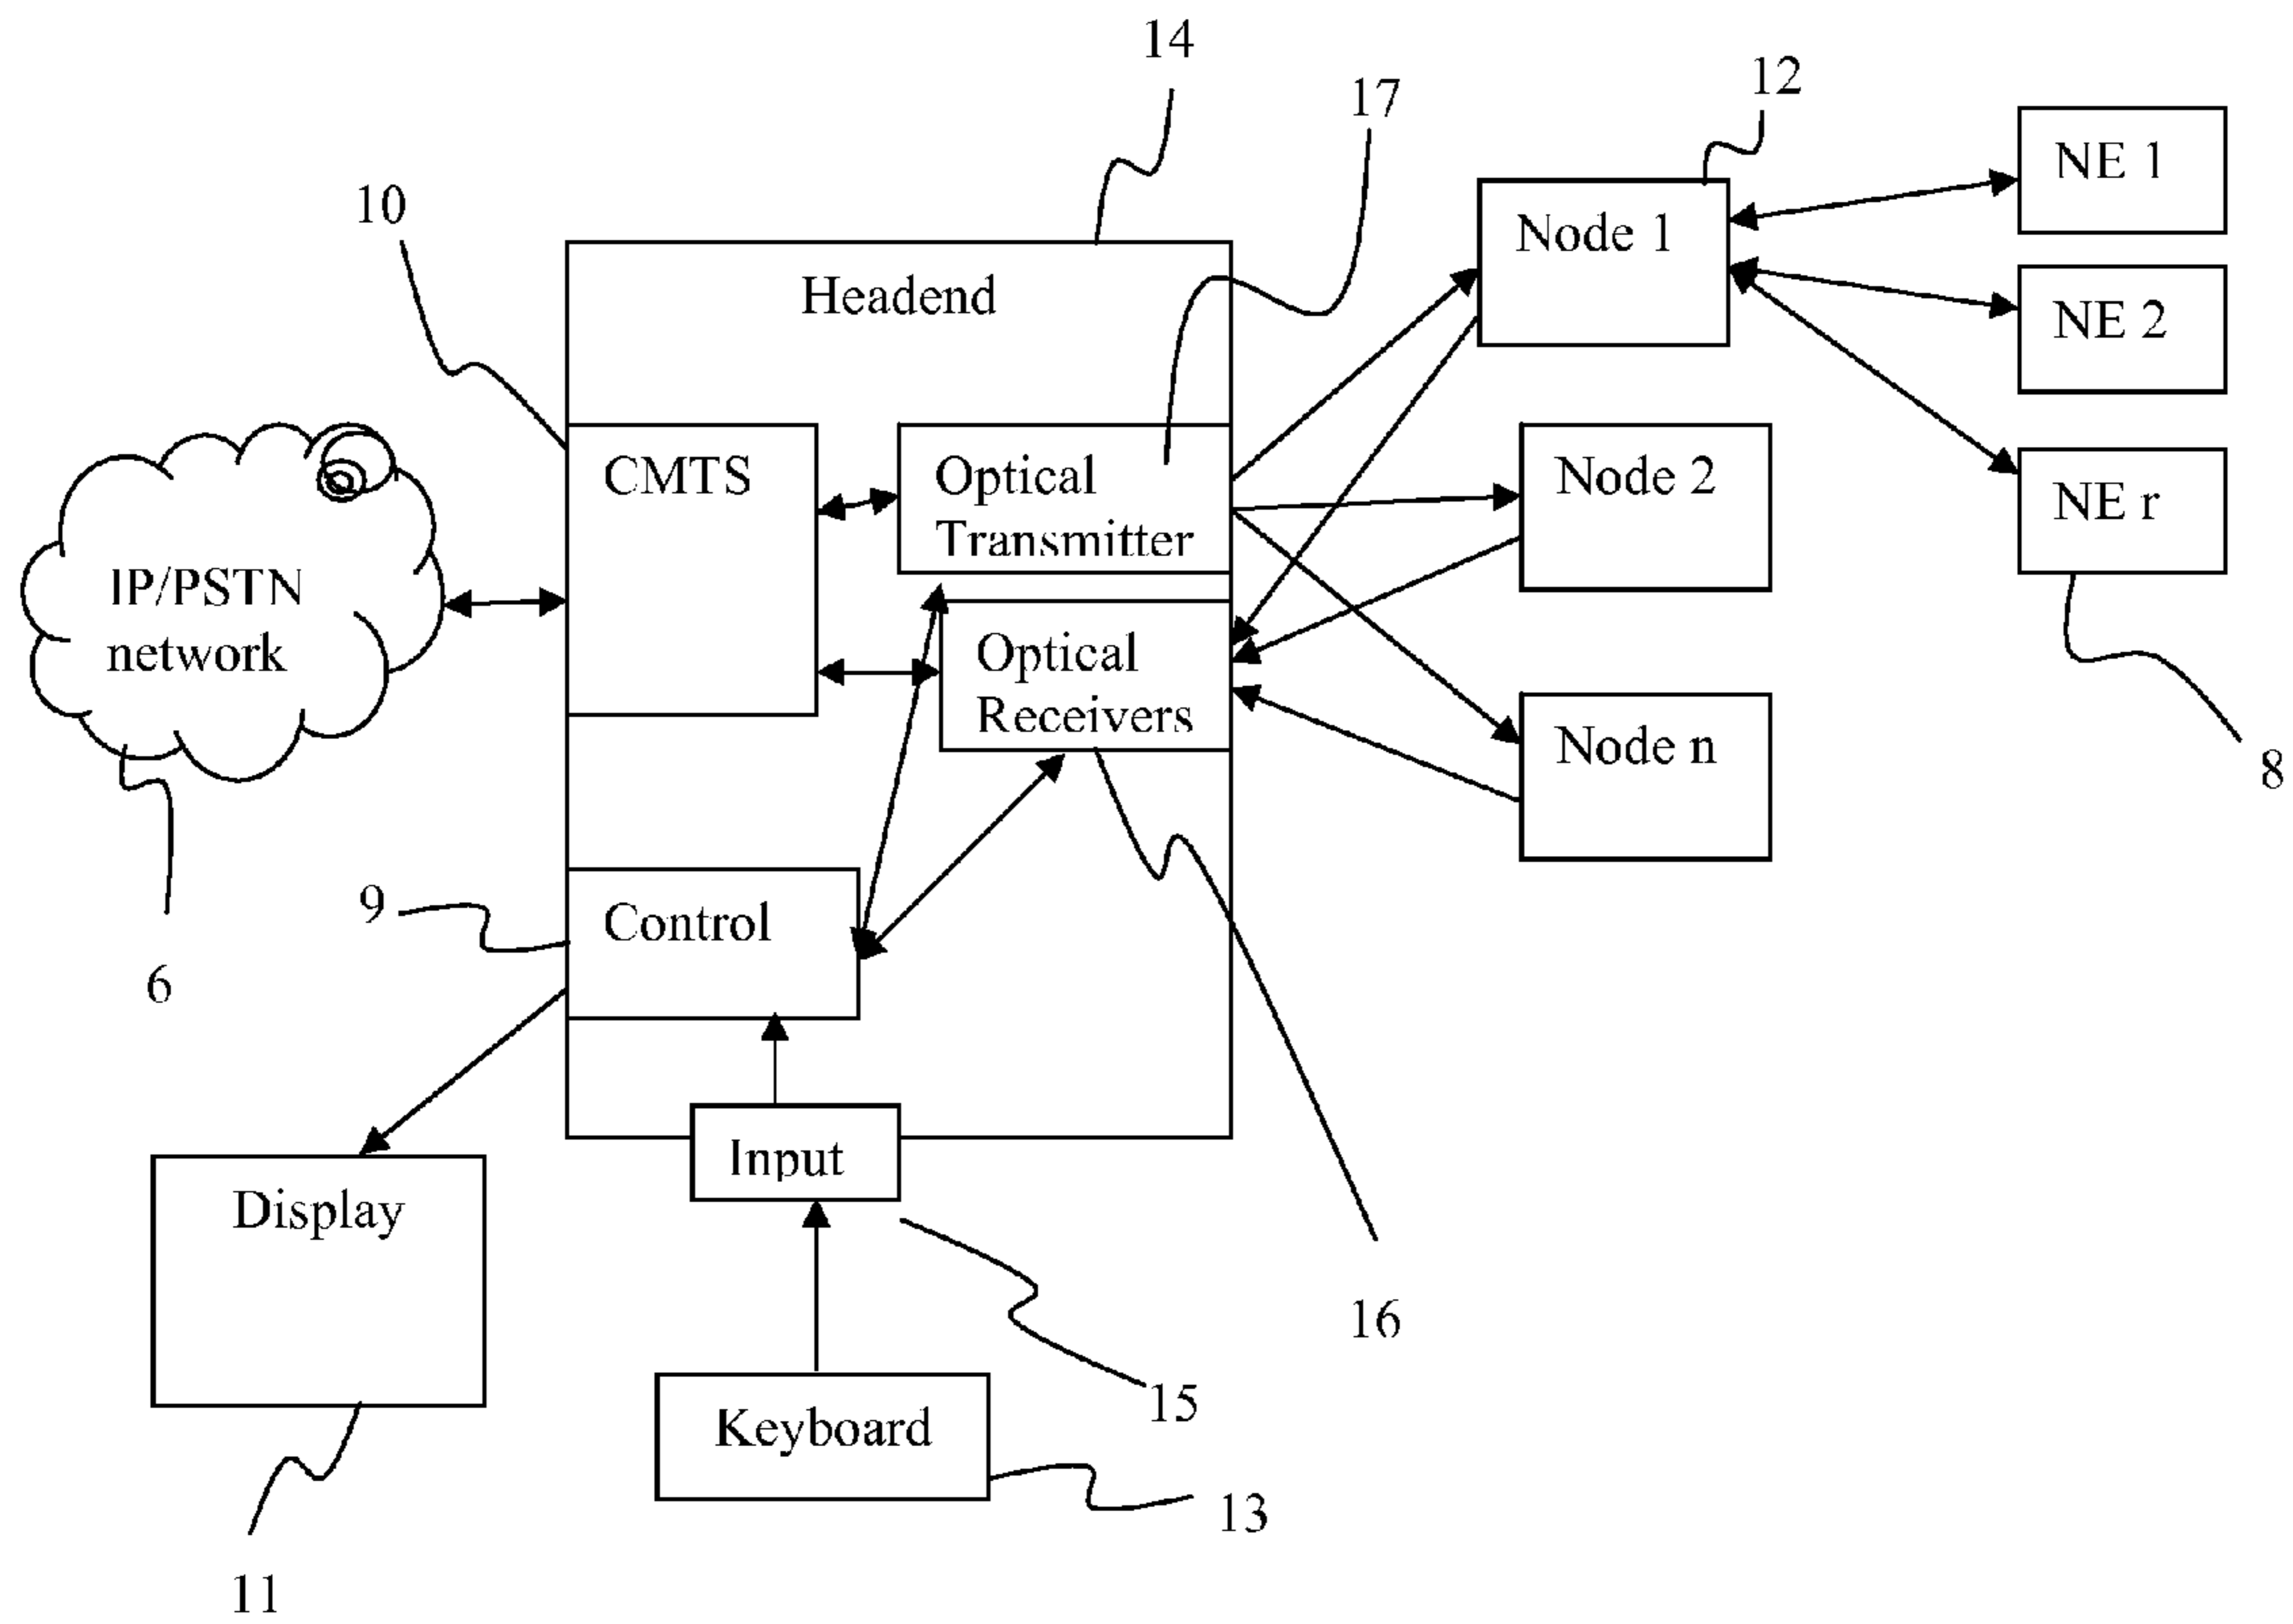 14
17
12
10
Headend
Node 1
NE 1
NE 2
NE r
CMTS
Optical
Transmitter
Node 2
IP/PSTN
network
Optical
Receivers
Node n
8
9
Control
6
Input
Display
16
15
Keyboard
13
11